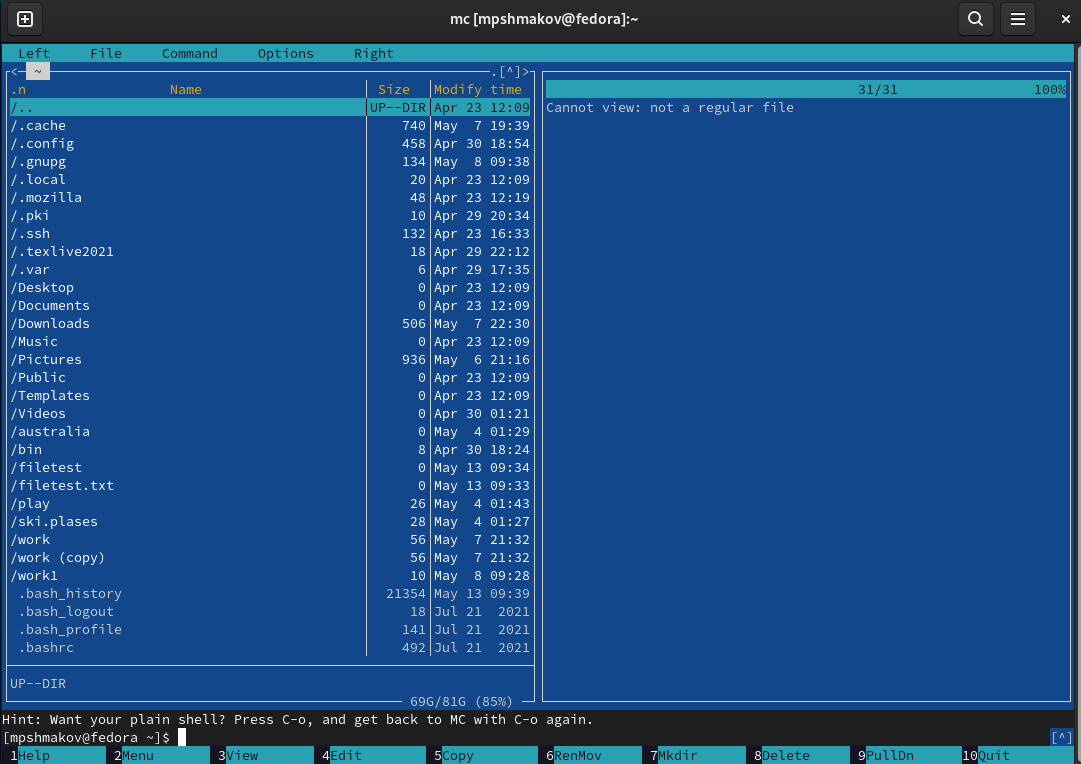 mc [mpshmakov@fedora]:~
Left File Command Options Right
<- ~ .[^]>
.n Name Size Modify time 31/31 100%
/.. UP--DIR Apr 23 12:09 Cannot view: not a regular file
/.cache 740 May 7 19:39
/.config 458 Apr 30 18:54
/.gnupg 134 May 8 09:38
/.local 20 Apr 23 12:09
/.mozilla 48 Apr 23 12:19
/.pki 10 Apr 29 20:34
/.ssh 132 Apr 23 16:33
/.texlive2021 18 Apr 29 22:12
/.var 6 Apr 29 17:35
/Desktop 0 Apr 23 12:09
/Documents 0 Apr 23 12:09
/Downloads 506 May 7 22:30
/Music 0 Apr 23 12:09
/Pictures 936 May 6 21:16
/Public 0 Apr 23 12:09
/Templates 0 Apr 23 12:09
/Videos 0 Apr 30 01:21
/australia 0 May 4 01:29
/bin 8 Apr 30 18:24
/filetest 0 May 13 09:34
/filetest.txt 0 May 13 09:33
/play 26 May 4 01:43
/ski.plases 28 May 4 01:27
/work 56 May 7 21:32
/work (copy) 56 May 7 21:32
/work1 10 May 8 09:28
.bash_history 21354 May 13 09:39
.bash_logout 18 Jul 21 2021
.bash_profile 141 Jul 21 2021
.bashrc 492 Jul 21 2021
UP--DIR
69G/81G (85%)
Hint: Want your plain shell? Press C-o, and get back to MC with C-o again.
[mpshmakov@fedora ~]$ [^]
1Help 2Menu 3View 4Edit 5Copy 6RenMov 7Mkdir 8Delete 9PullDn 10Quit